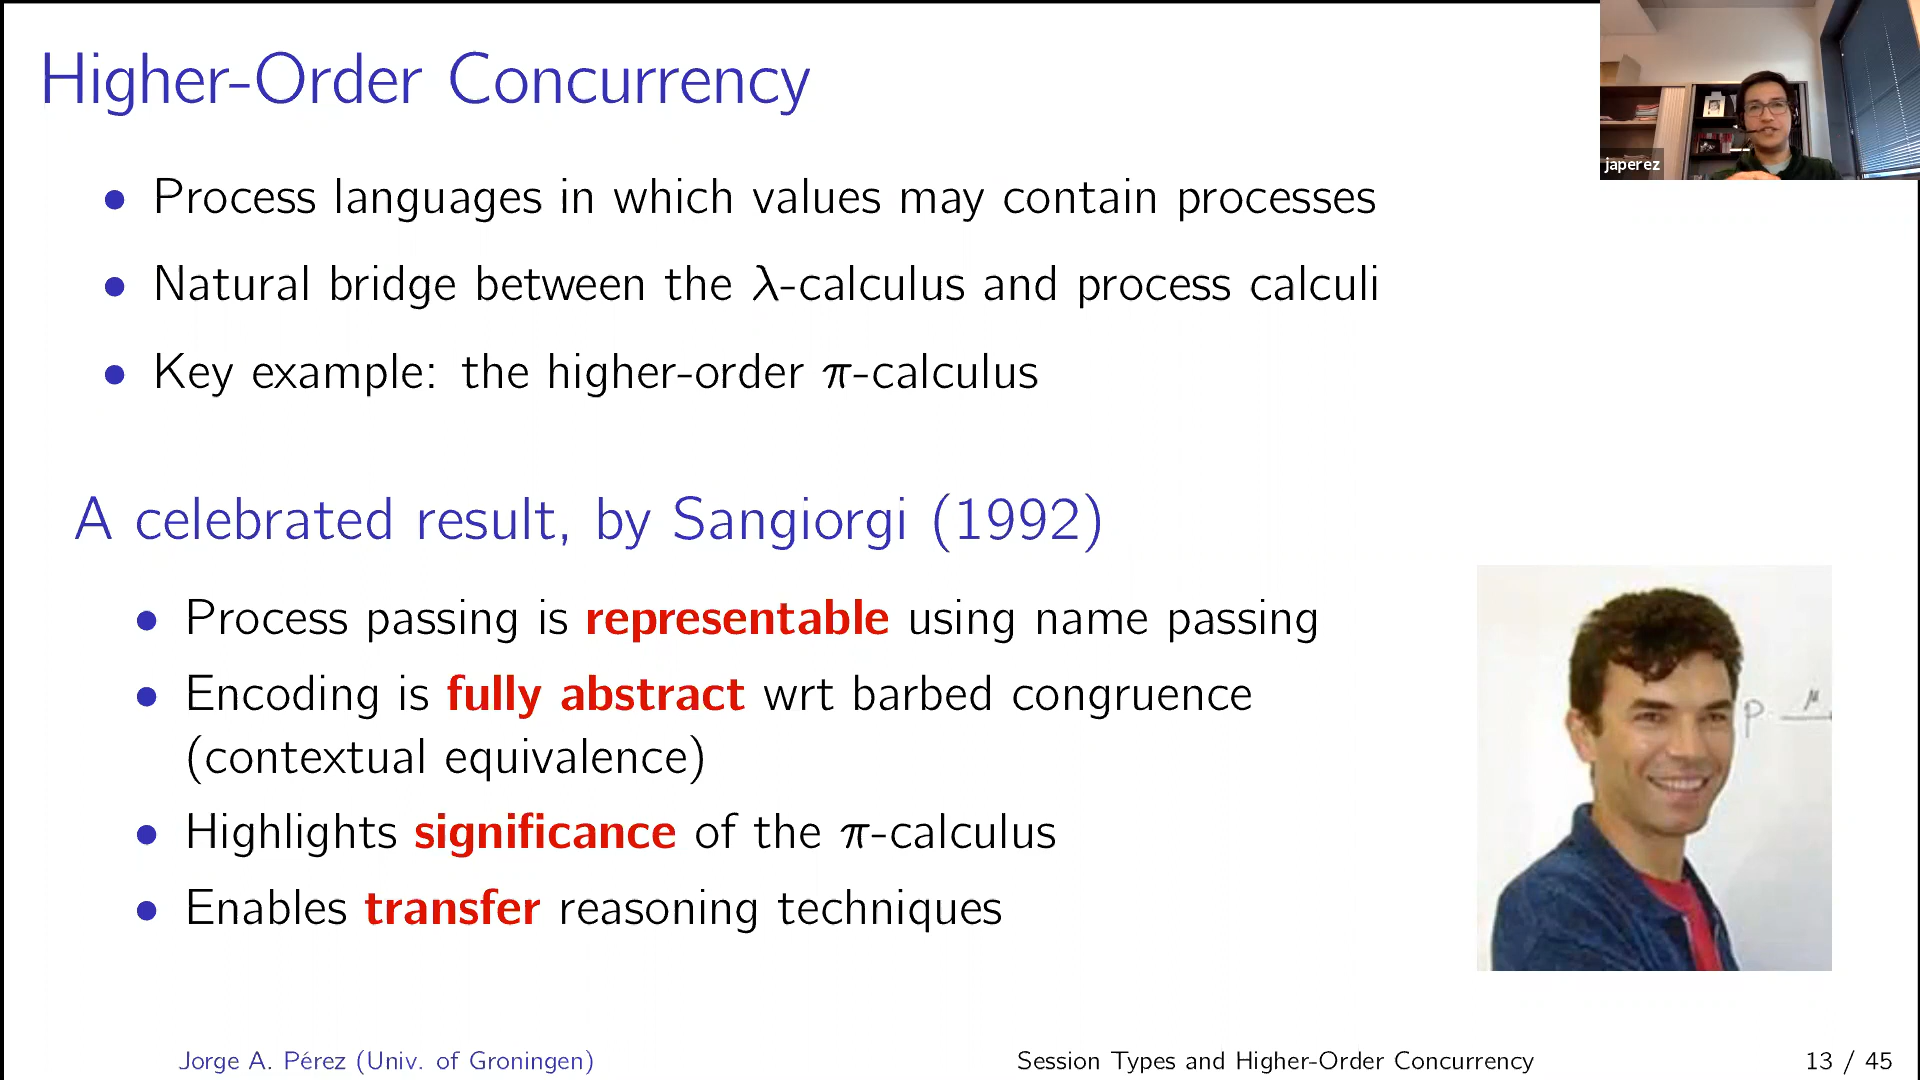 Higher-Order Concurrency
japerez
• Process languages in which values may contain processes
• Natural bridge between the λ-calculus and process calculi
• Key example: the higher-order π-calculus
A celebrated result, by Sangiorgi (1992)
• Process passing is representable using name passing
• Encoding is fully abstract wrt barbed congruence
(contextual equivalence)
• Highlights significance of the π-calculus
• Enables transfer reasoning techniques
P μ
Jorge A. Pérez (Univ. of Groningen) Session Types and Higher-Order Concurrency 13 / 45